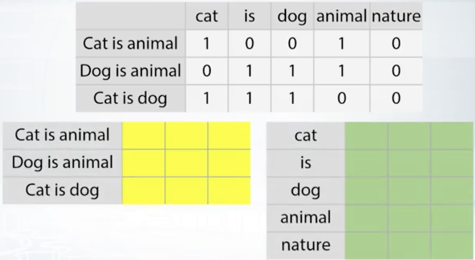 cat is dog animal nature
Cat is animal 1 0 0 1 0
Dog is animal 0 1 1 1 0
Cat is dog 1 1 1 0 0
Cat is animal
Dog is animal
Cat is dog
cat
is
dog
animal
nature